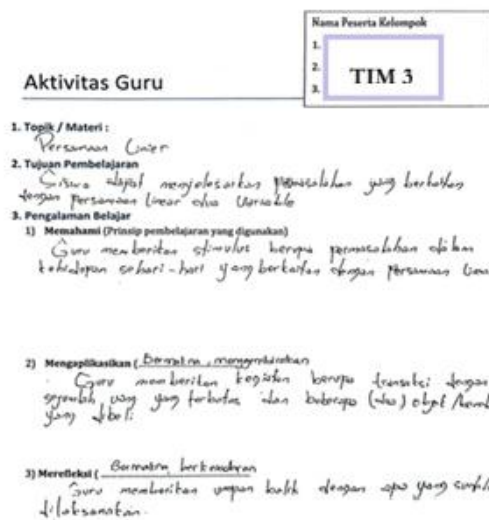 Nama Peserta Kelompok
1.
2.
3.
TIM 3
Aktivitas Guru
1. Topik / Materi :
Persamaan Linier
2. Tujuan Pembelajaran
Siswa dapat menjelesaikan permasalahan yang berkaitan
dengan Persamaan Linear dua Variable
3. Pengalaman Belajar
1) Memahami (Prinsip pembelajaran yang digunakan)
Guru memberikan stimulus berupa permasalahan dalam
kehidupan sehari-hari yang berkaitan dengan Persamaan Linea
2) Mengaplikasikan ( Bermakna, menggembirakan
Guru memberikan kegiatan berupa transaksi dengan
sejumlah uang yang terbatas dan beberapa (dua) objek
yang dibeli
3) Merefleksi ( Bermakna, berkesadaran
Guru memberikan umpan balik dengan apa yang sudah
dilaksanakan.